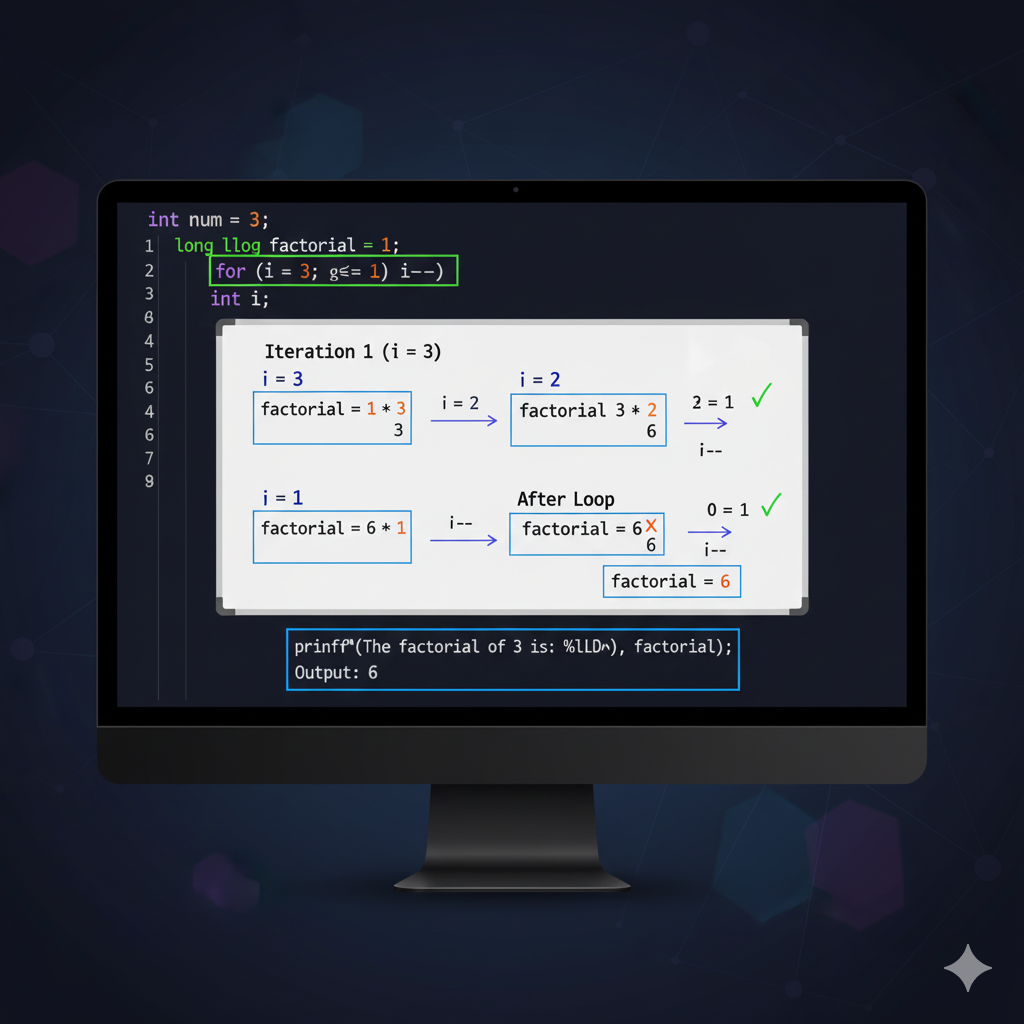 int num = 3;
1 long llog factorial = 1;
2 for (i = 3; g<= 1) i--)
3 int i;
6
4
5
6
4
6
7
9
Iteration 1 (i = 3)
i = 3
factorial = 1 * 3
3
i = 2
i = 2
factorial 3 * 2
6
2 = 1 ✓
i--
i = 1
factorial = 6 * 1
i--
After Loop
factorial = 6 X
6
0 = 1 ✓
i--
factorial = 6
prinff"(The factorial of 3 is: factorial);
Output: 6